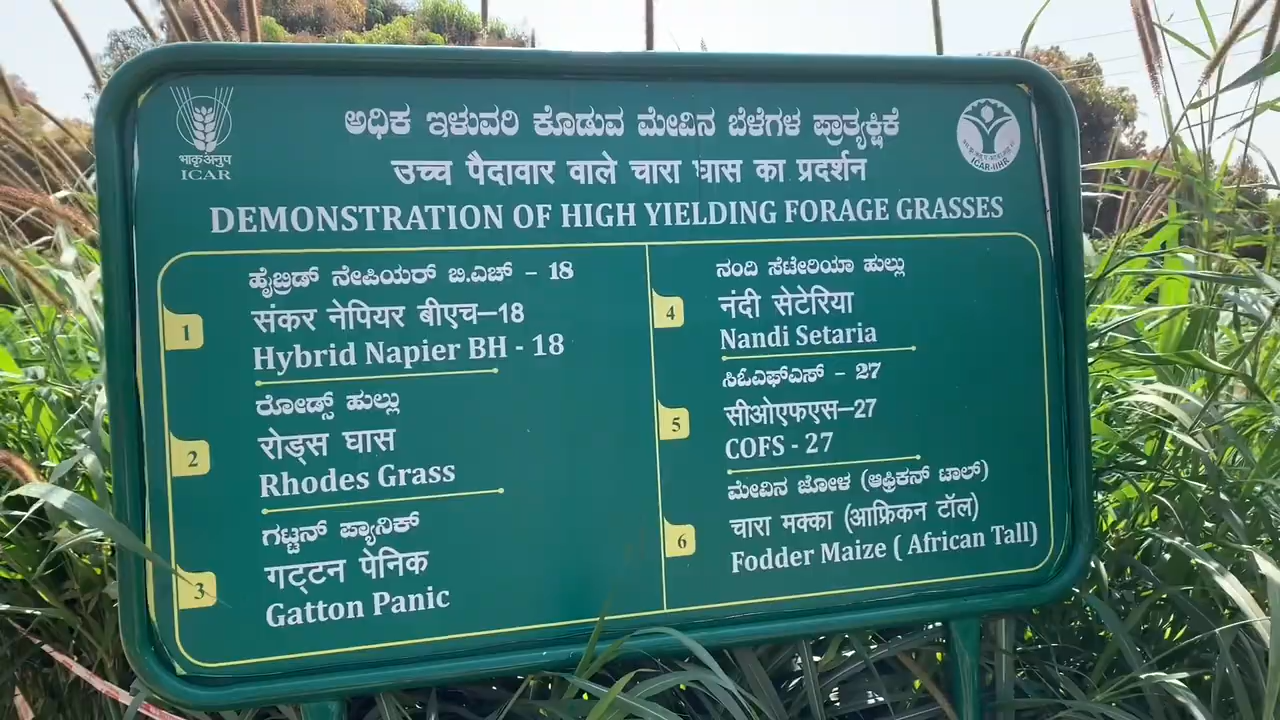 भाकृअनुप
ICAR
ಅಧಿಕ ಇಳುವರಿ ಕೊಡುವ ಮೇವಿನ ಬೆಳೆಗಳ ಪ್ರಾತ್ಯಕ್ಷಿಕೆ
उच्च पैदावार वाले चारा घास का प्रदर्शन
DEMONSTRATION OF HIGH YIELDING FORAGE GRASSES
ICAR-IIHR
1
ಹೈಬ್ರಿಡ್ ನೇಪಿಯರ್ ಬಿ.ಎಚ್ - 18
संकर नेपियर बीएच–18
Hybrid Napier BH - 18
2
ರೋಡ್ಸ್ ಹುಲ್ಲು
रोड्स घास
Rhodes Grass
3
ಗಟ್ಟನ್ ಪ್ಯಾನಿಕ್
गट्टन पेनिक
Gatton Panic
4
ನಂದಿ ಸೆಟೇರಿಯಾ ಹುಲ್ಲು
नंदी सेटेरिया
Nandi Setaria
5
ಸಿಓಎಫ್ಎಸ್ - 27
सीओएफएस–27
COFS - 27
6
ಮೇವಿನ ಜೋಳ (ಆಫ್ರಿಕನ್ ಟಾಲ್)
चारा मक्का (आफ्रिकन टॉल)
Fodder Maize ( African Tall)